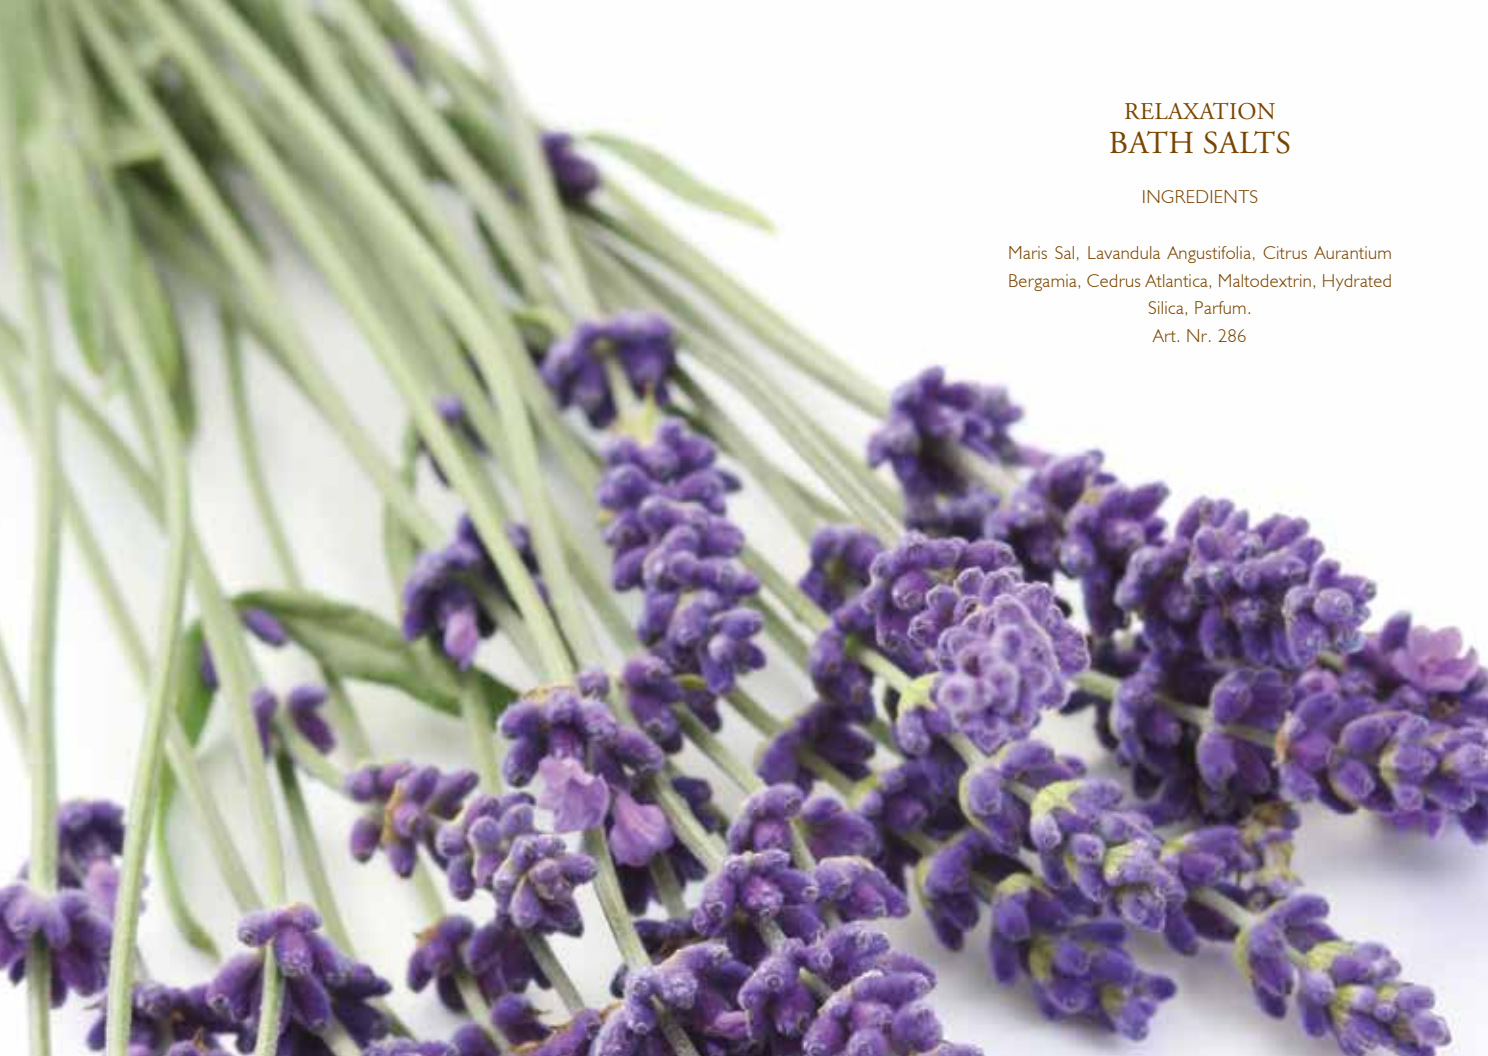 RELAXATION
BATH SALTS
INGREDIENTS
Maris Sal, Lavandula Angustifolia, Citrus Aurantium
Bergamia, Cedrus Atlantica, Maltodextrin, Hydrated
Silica, Parfum.
Art. Nr. 286